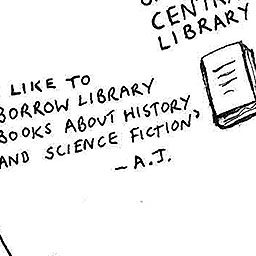 CENTRA
LIBRARY
LIKE TO
BORROW LIBRARY
BOOKS ABOUT HISTORY
AND SCIENCE FICTION’
– A.J.